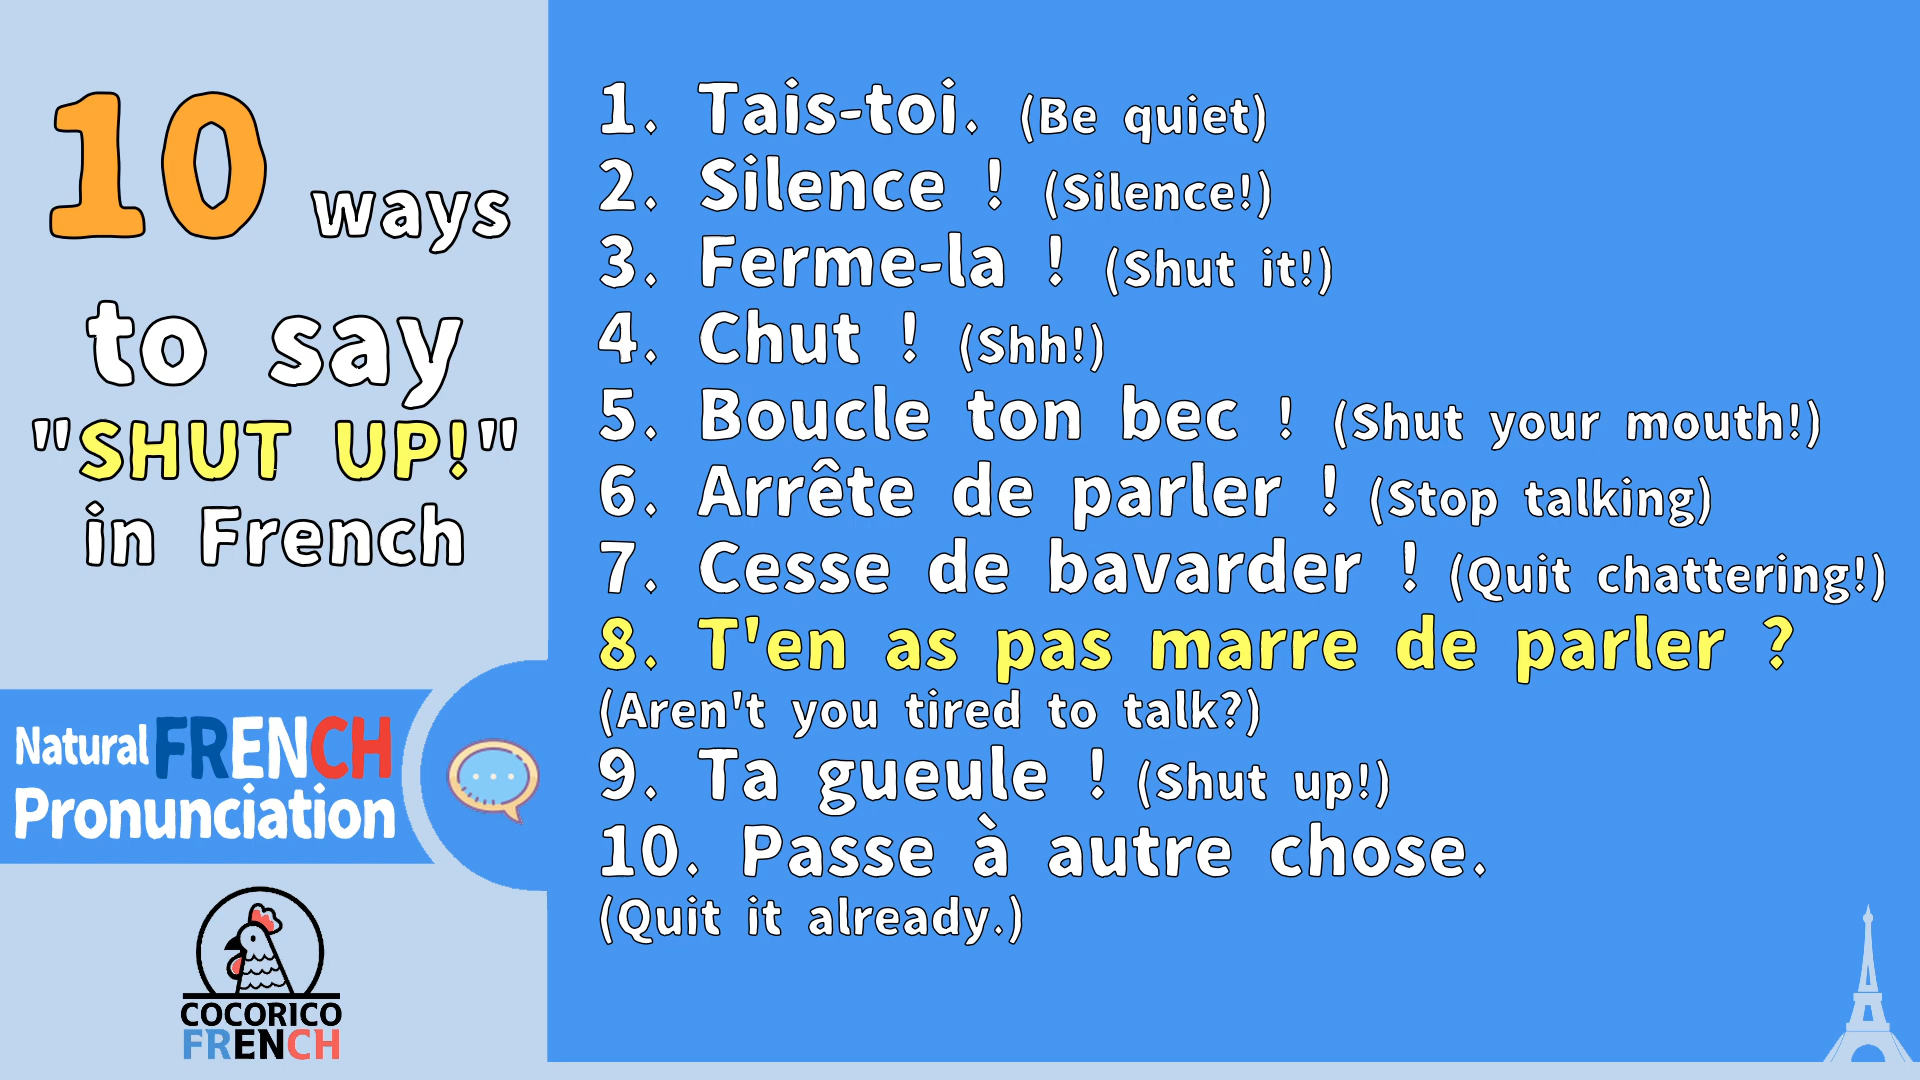 10 ways
to say
"SHUT UP!"
in French
Natural FRENCH
Pronunciation
COCORICO
FRENCH
1. Tais-toi. (Be quiet)
2. Silence ! (Silence!)
3. Ferme-la ! (Shut it!)
4. Chut ! (Shh!)
5. Boucle ton bec ! (Shut your mouth!)
6. Arrête de parler ! (Stop talking)
7. Cesse de bavarder ! (Quit chattering!)
8. T'en as pas marre de parler ?
(Aren't you tired to talk?)
9. Ta gueule ! (Shut up!)
10. Passe à autre chose.
(Quit it already.)